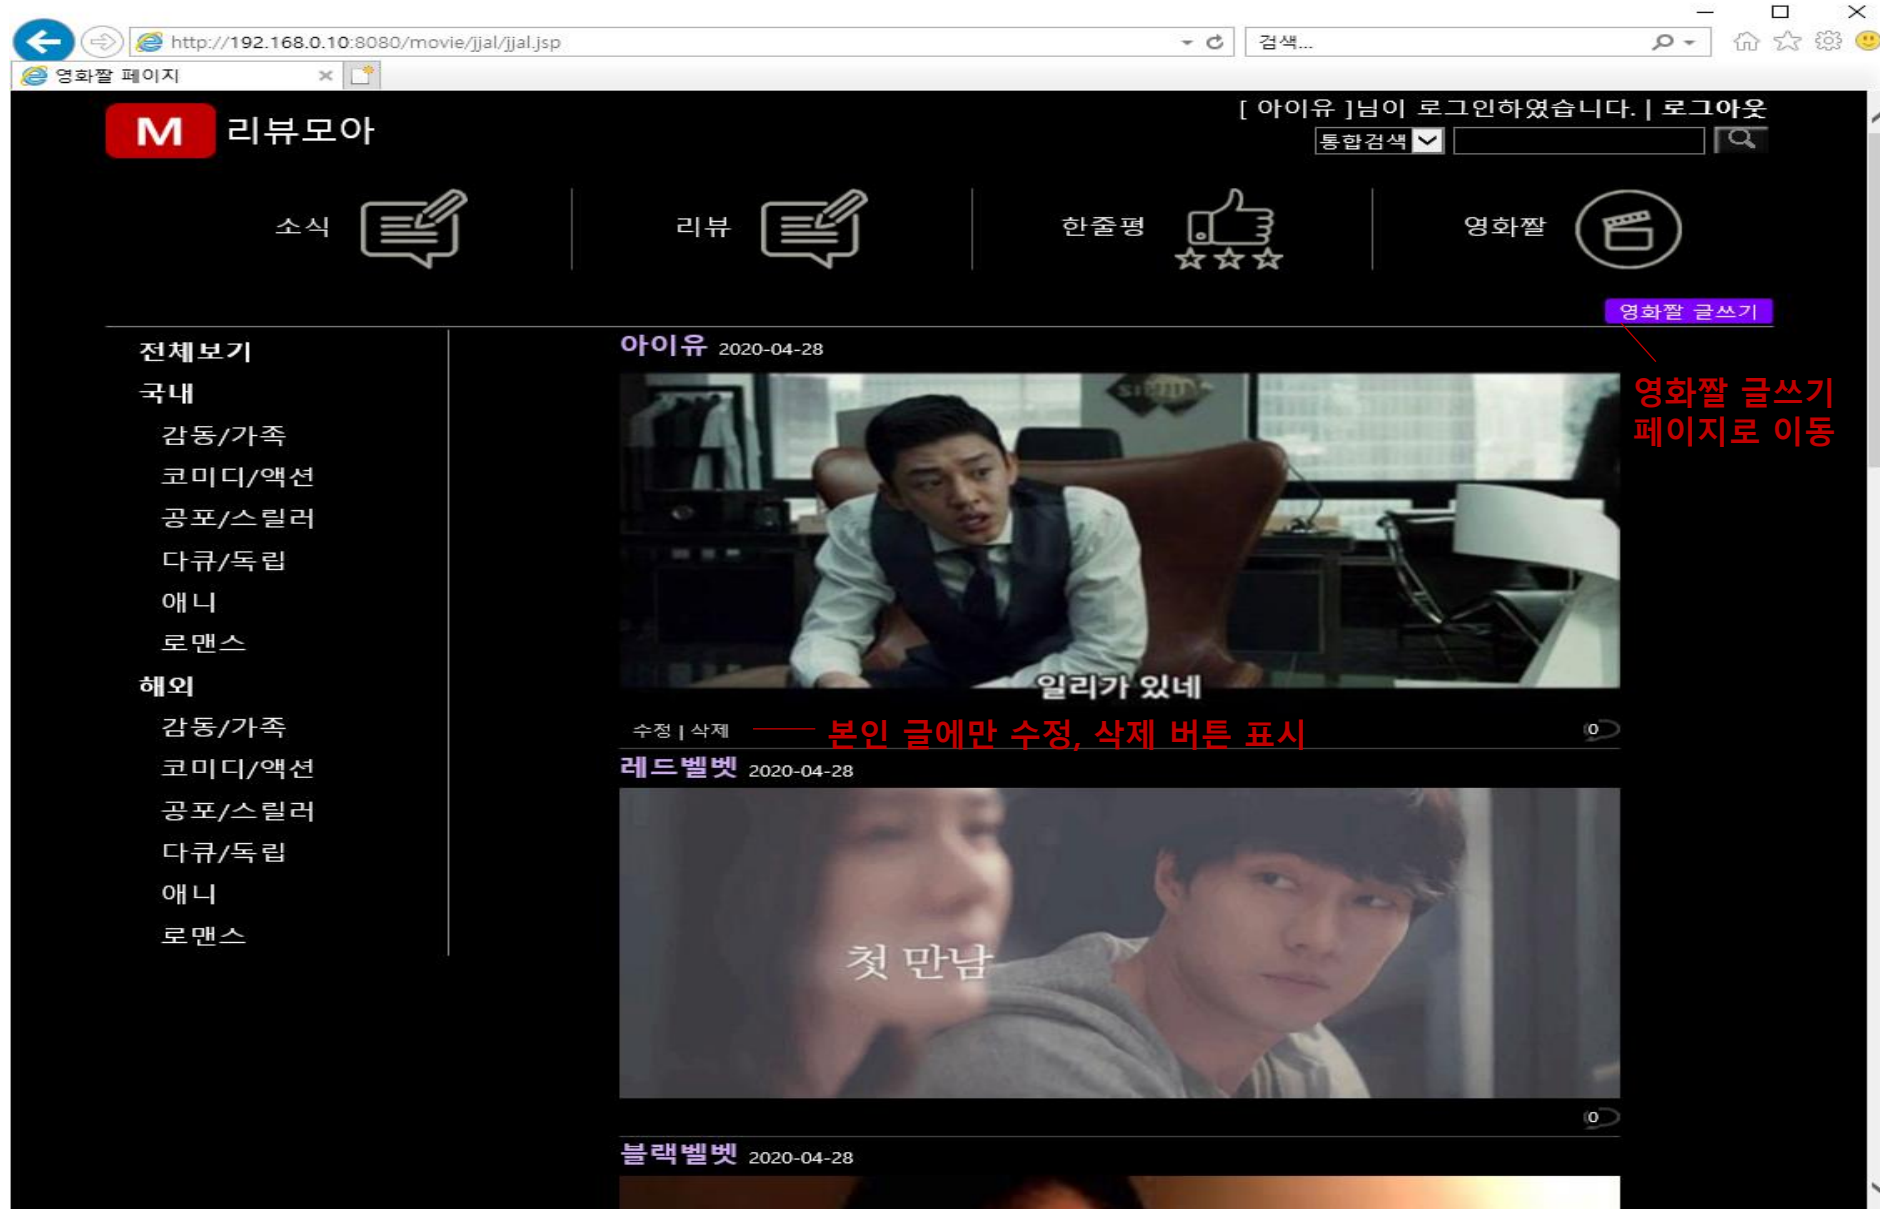 http://192.168.0.10:8080/movie/jjal/jjal.jsp
검색...
영화짤 페이지
[ 아이유 ]님이 로그인하였습니다. | 로그아웃
M 리뷰모아
통합검색
소식
리뷰
한줄평
영화짤
영화짤 글쓰기
영화짤 글쓰기
페이지로 이동
전체보기
국내
감동/가족
코미디/액션
공포/스릴러
다큐/독립
애니
로맨스
해외
감동/가족
코미디/액션
공포/스릴러
다큐/독립
애니
로맨스
아이유 2020-04-28
일리가 있네
수정 | 삭제
본인 글에만 수정, 삭제 버튼 표시
0
레드벨벳 2020-04-28
첫 만남
0
블랙벨벳 2020-04-28